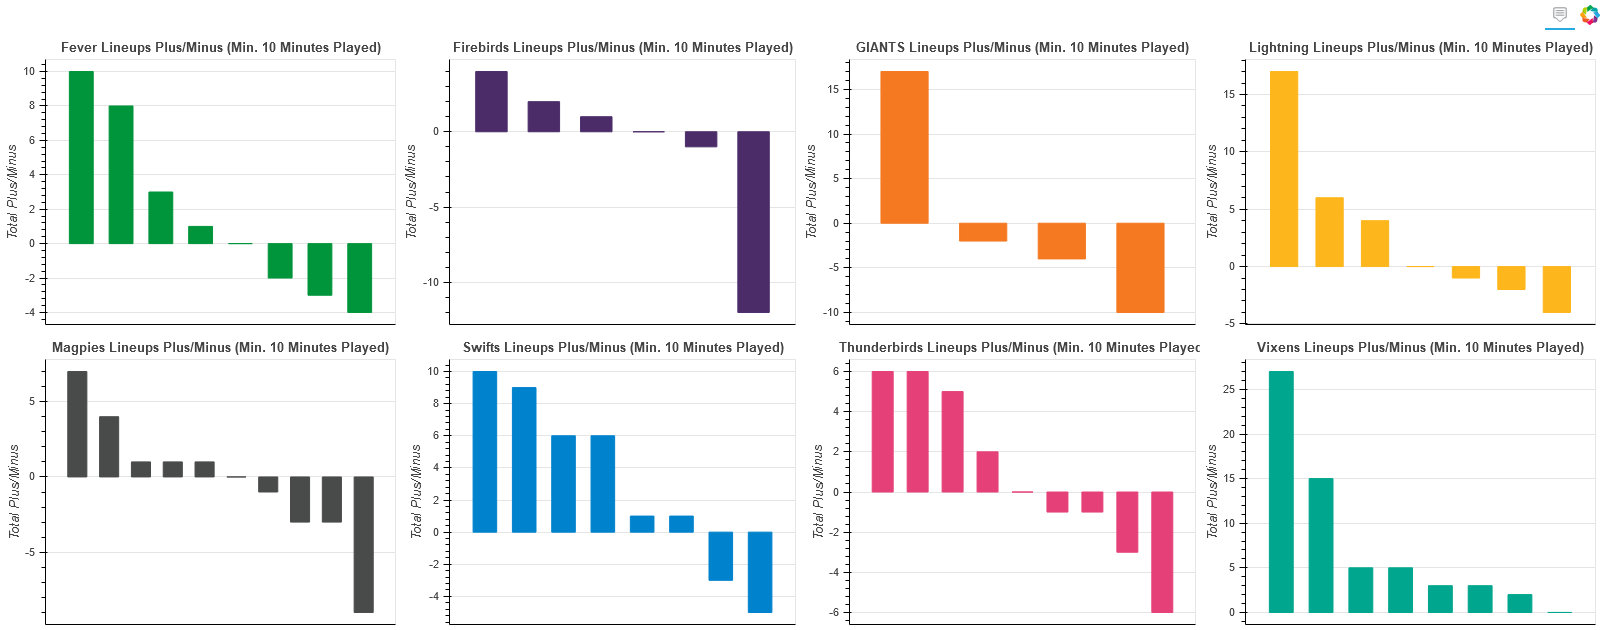 Fever Lineups Plus/Minus (Min. 10 Minutes Played)
Total Plus/Minus
10
8
6
4
2
0
-2
-4
Firebirds Lineups Plus/Minus (Min. 10 Minutes Played)
Total Plus/Minus
0
-5
-10
GIANTS Lineups Plus/Minus (Min. 10 Minutes Played)
Total Plus/Minus
15
10
5
0
-5
-10
Lightning Lineups Plus/Minus (Min. 10 Minutes Played)
Total Plus/Minus
15
10
5
0
-5
Magpies Lineups Plus/Minus (Min. 10 Minutes Played)
Total Plus/Minus
5
0
-5
Swifts Lineups Plus/Minus (Min. 10 Minutes Played)
Total Plus/Minus
10
8
6
4
2
0
-2
-4
Thunderbirds Lineups Plus/Minus (Min. 10 Minutes Played
Total Plus/Minus
6
4
2
0
-2
-4
-6
Vixens Lineups Plus/Minus (Min. 10 Minutes Played)
Total Plus/Minus
25
20
15
10
5
0